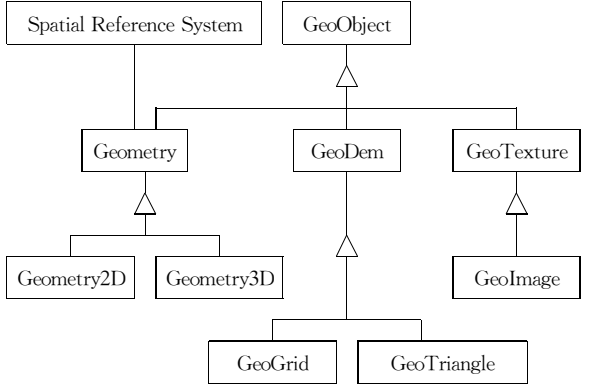 Spatial Reference System
GeoObject
Geometry
GeoDem
GeoTexture
Geometry2D
Geometry3D
GeoImage
GeoGrid
GeoTriangle